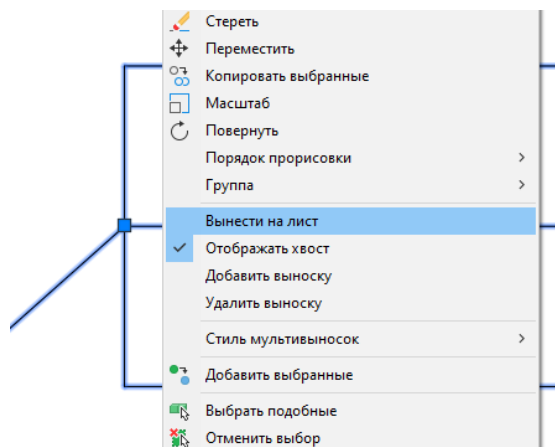 Стереть
Переместить
Копировать выбранные
Масштаб
Повернуть
Порядок прорисовки
Группа
Вынести на лист
Отображать хвост
Добавить выноску
Удалить выноску
Стиль мультивыносок
Добавить выбранные
Выбрать подобные
Отменить выбор